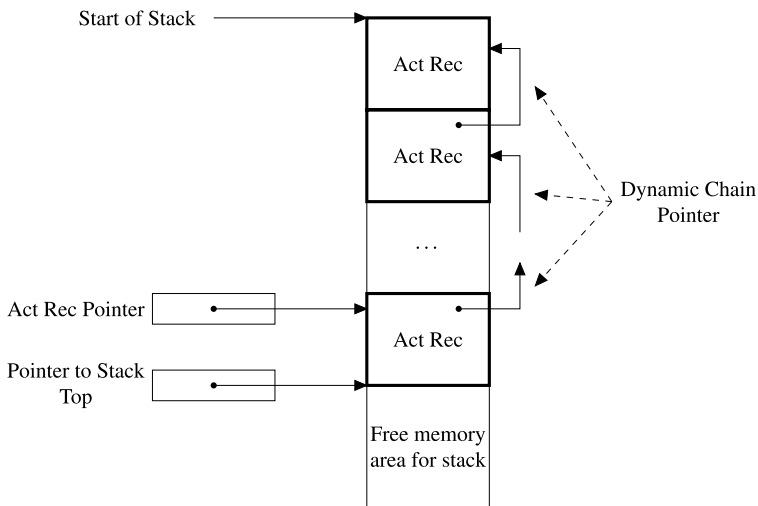 Start of Stack
Act Rec
Act Rec
Dynamic Chain
Pointer
...
Act Rec Pointer
Act Rec
Pointer to Stack
Top
Free memory
area for stack